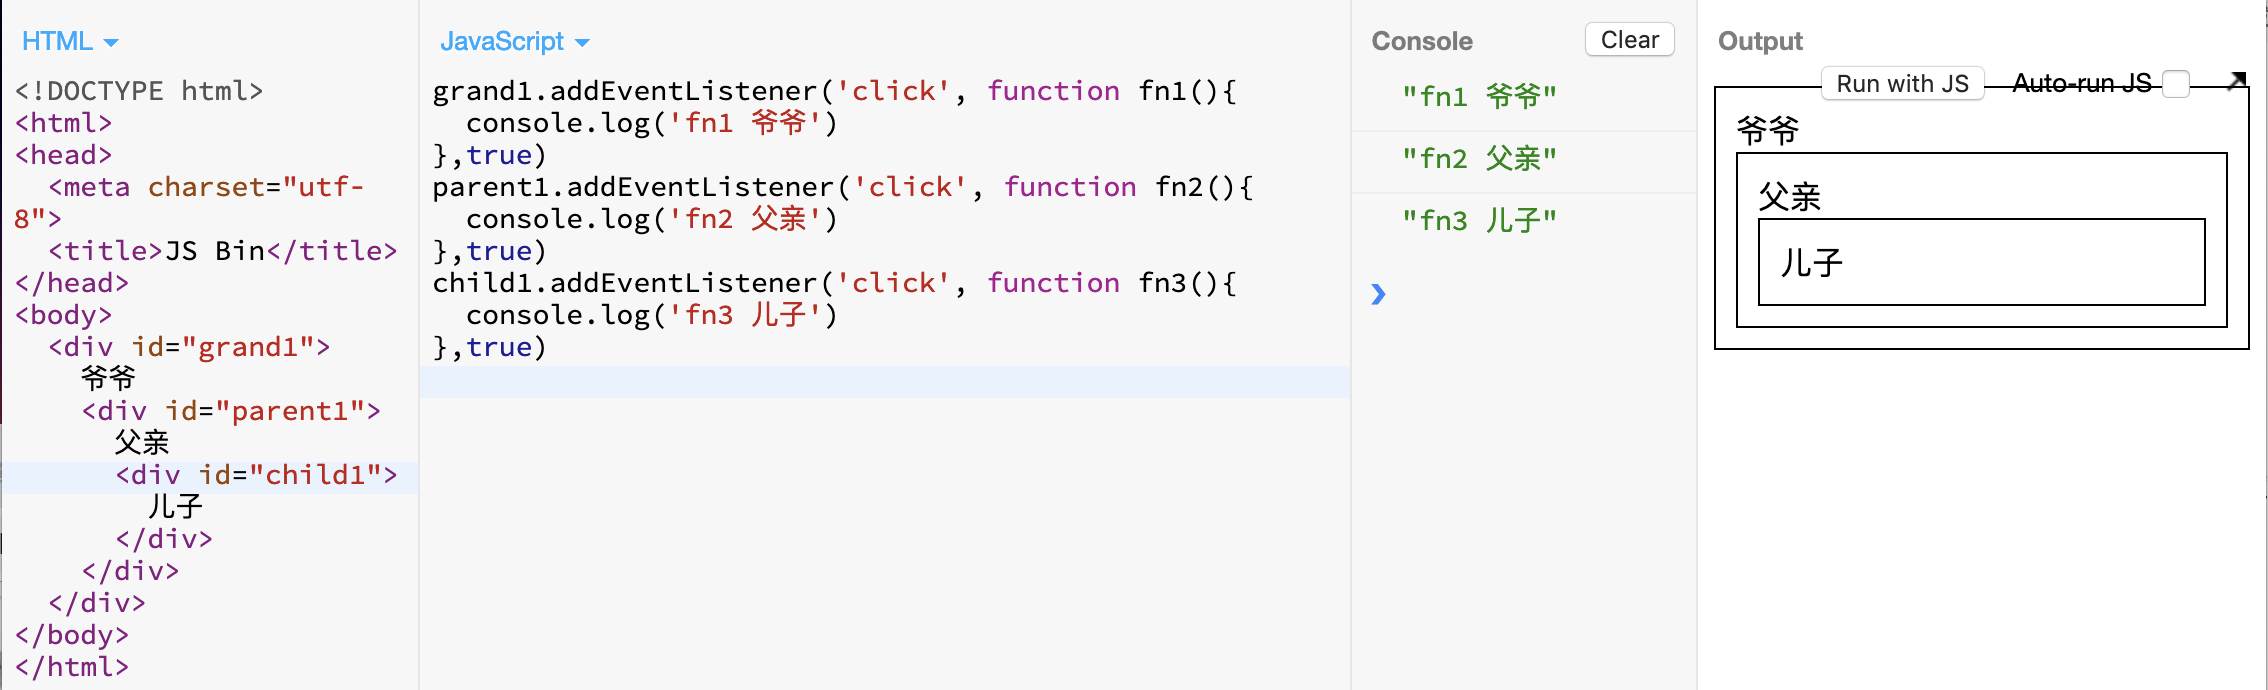 HTML
<!DOCTYPE html>
<html>
<head>
  <meta charset="utf-
8">
  <title>JS Bin</title>
</head>
<body>
  <div id="grand1">
    爷爷
    <div id="parent1">
      父亲
      <div id="child1">
        儿子
      </div>
    </div>
  </div>
</body>
</html>
JavaScript
grand1.addEventListener('click', function fn1(){
  console.log('fn1 爷爷')
},true)
parent1.addEventListener('click', function fn2(){
  console.log('fn2 父亲')
},true)
child1.addEventListener('click', function fn3(){
  console.log('fn3 儿子')
},true)
Console
Clear
"fn1 爷爷"
"fn2 父亲"
"fn3 儿子"
Output
Run with JS
Auto-run JS
爷爷
父亲
儿子